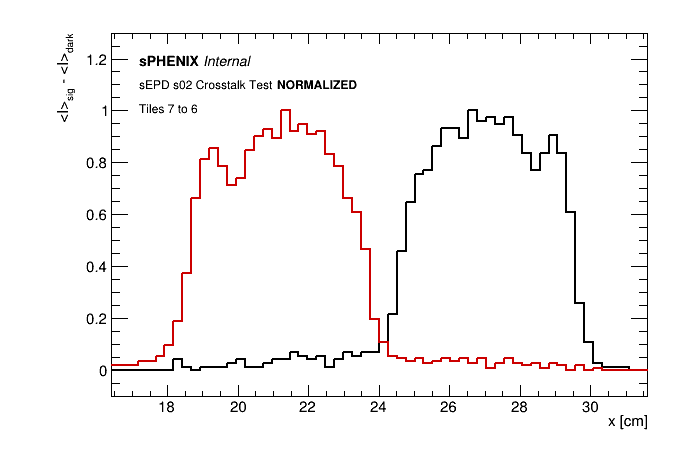 <I>sig - <I>dark
sPHENIX Internal
sEPD s02 Crosstalk Test NORMALIZED
Tiles 7 to 6
1.2
1
0.8
0.6
0.4
0.2
0
18 20 22 24 26 28 30
x [cm]